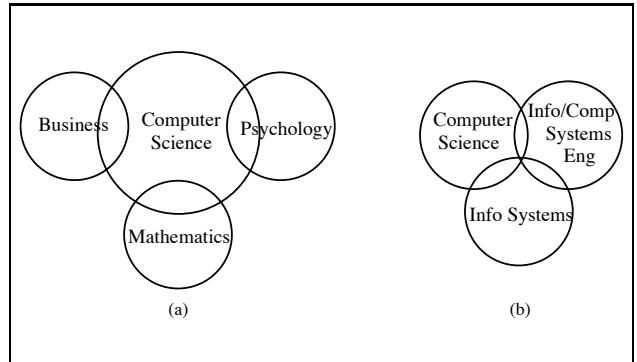 Business
Computer
Science
Psychology
Mathematics
(a)
Computer
Science
Info/Comp
Systems
Eng
Info Systems
(b)